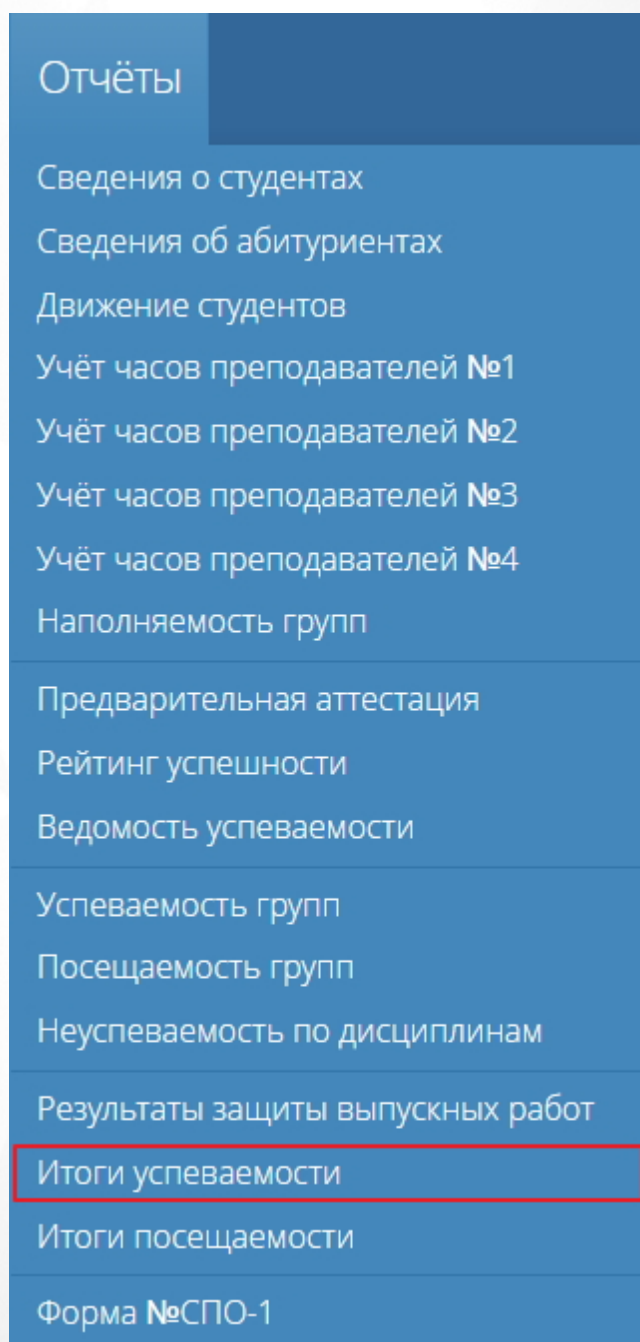 Отчёты
Сведения о студентах
Сведения об абитуриентах
Движение студентов
Учёт часов преподавателей №1
Учёт часов преподавателей №2
Учёт часов преподавателей №3
Учёт часов преподавателей №4
Наполняемость групп
Предварительная аттестация
Рейтинг успешности
Ведомость успеваемости
Успеваемость групп
Посещаемость групп
Неуспеваемость по дисциплинам
Результаты защиты выпускных работ
Итоги успеваемости
Итоги посещаемости
Форма №СПО-1